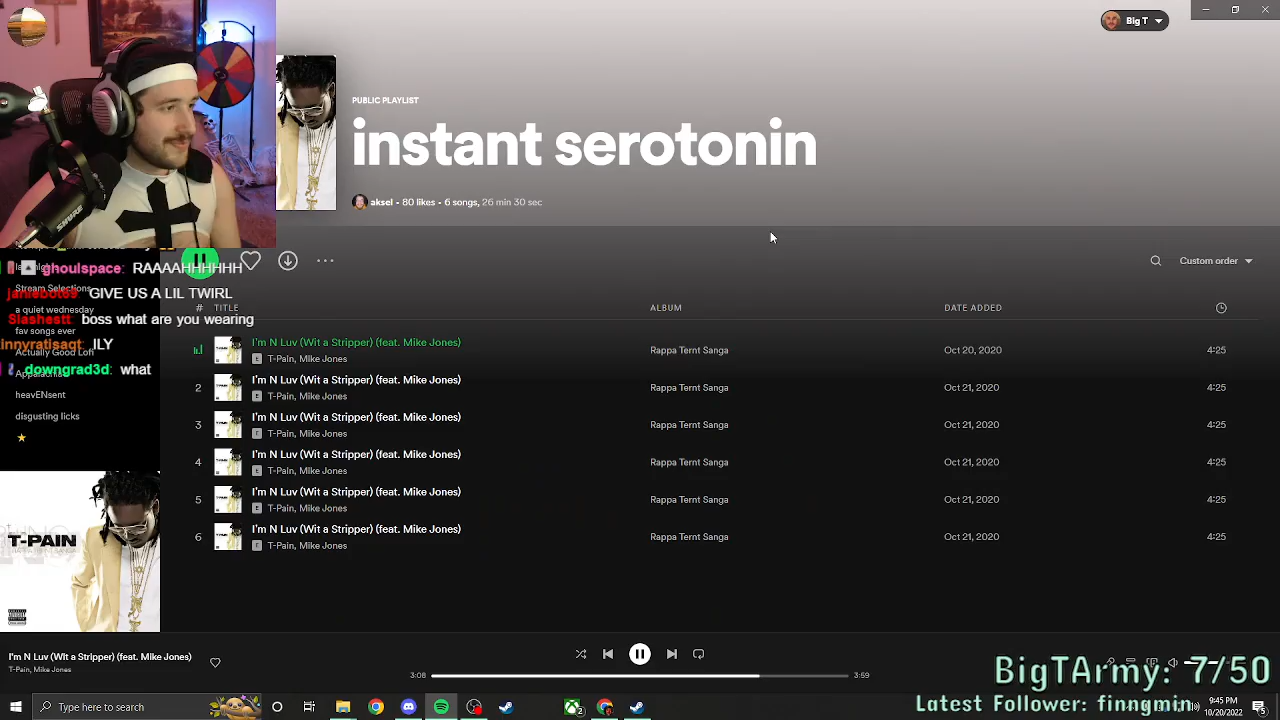 Big T
PUBLIC PLAYLIST
instant serotonin
aksel - 80 likes - 6 songs, 26 min 30 sec
SHURE
ghoulspace: RAAAAHHHHHH
Stream Selections
janiebot69: GIVE US A LIL TWIRL
a quiet wednesday
Slashestt: boss what are you wearing
fav songs ever
innyratisaqt: ILY
Actually Good Lofi
downgrad3d: what
heavENsent
disgusting licks
Custom order
# TITLE ALBUM DATE ADDED
I'm N Luv (Wit a Stripper) (feat. Mike Jones)
E T-Pain, Mike Jones Rappa Ternt Sanga Oct 20, 2020 4:25
2 I'm N Luv (Wit a Stripper) (feat. Mike Jones)
E T-Pain, Mike Jones Rappa Ternt Sanga Oct 21, 2020 4:25
3 I'm N Luv (Wit a Stripper) (feat. Mike Jones)
E T-Pain, Mike Jones Rappa Ternt Sanga Oct 21, 2020 4:25
4 I'm N Luv (Wit a Stripper) (feat. Mike Jones)
E T-Pain, Mike Jones Rappa Ternt Sanga Oct 21, 2020 4:25
5 I'm N Luv (Wit a Stripper) (feat. Mike Jones)
E T-Pain, Mike Jones Rappa Ternt Sanga Oct 21, 2020 4:25
6 I'm N Luv (Wit a Stripper) (feat. Mike Jones)
E T-Pain, Mike Jones Rappa Ternt Sanga Oct 21, 2020 4:25
T-PAIN
RAPPA TERNT SANGA
I'm N Luv (Wit a Stripper) (feat. Mike Jones)
T-Pain, Mike Jones
3:08 3:59
BigTArmy: 7/50
Latest Follower: fingmin
Type here to search
9:45 PM
10/20/2022